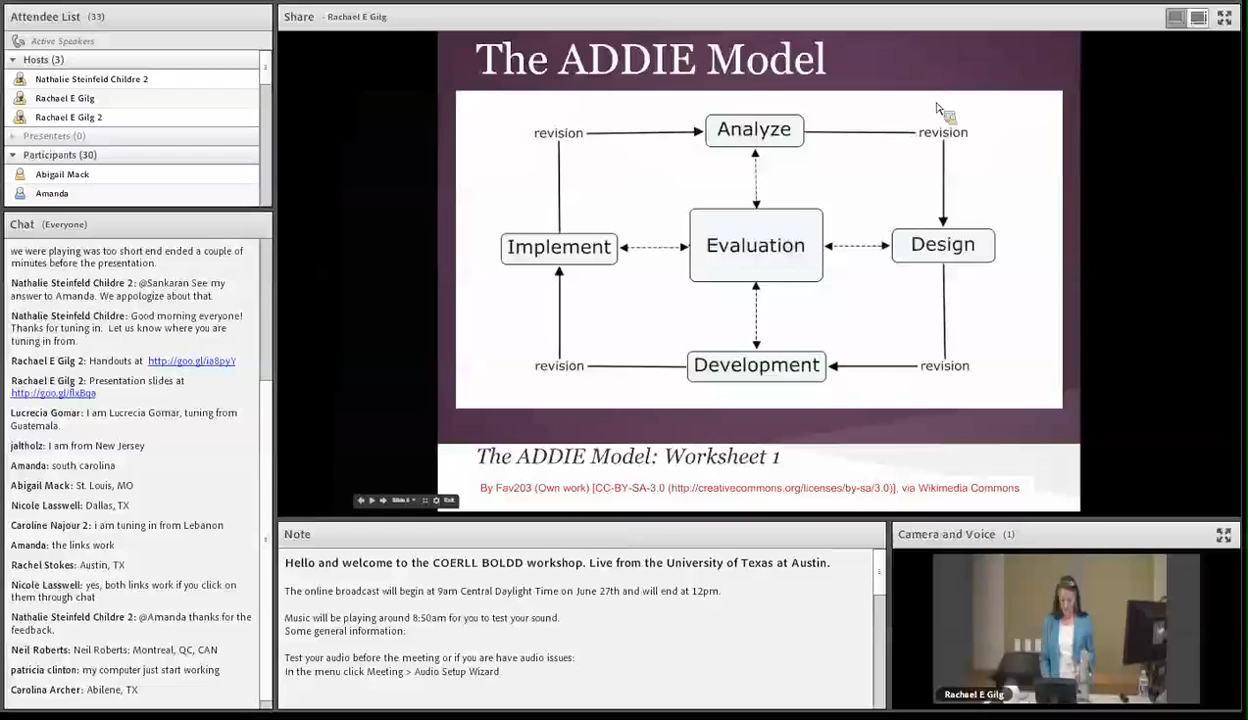 Attendee List (33)
Active Speakers
Hosts (3)
Nathalie Steinfeld Childre 2
Rachael E Gilg
Rachael E Gilg 2
Presenters (0)
Participants (30)
Abigail Mack
Amanda
Chat (Everyone)
we were playing was too short end ended a couple of
minutes before the presentation.
Nathalie Steinfeld Childre 2: @Sankaran See my
answer to Amanda. We apologize about that.
Nathalie Steinfeld Childre: Good morning everyone!
Thanks for tuning in. Let us know where you are
tuning in from.
Rachael E Gilg 2: Handouts at http://goo.gl/ia8pyY
Rachael E Gilg 2: Presentation slides at
http://goo.gl/flxBqa
Lucrecia Gomar: I am Lucrecia Gomar, tuning from
Guatemala.
jaltholz: I am from New Jersey
Amanda: south carolina
Abigail Mack: St. Louis, MO
Nicole Lasswell: Dallas, TX
Caroline Najour 2: i am tuning in from Lebanon
Amanda: the links work
Rachel Stokes: Austin, TX
Nicole Lasswell: yes, both links work if you click on
them through chat
Nathalie Steinfeld Childre 2: @Amanda thanks for the
feedback.
Neil Roberts: Neil Roberts: Montreal, QC, CAN
patricia clinton: my computer just start working
Carolina Archer: Abilene, TX
Share - Rachael E Gilg
The ADDIE Model
revision
Analyze
revision
Implement
Evaluation
Design
revision
Development
revision
The ADDIE Model: Worksheet 1
By Fav203 (Own work) [CC-BY-SA-3.0 (http://creativecommons.org/licenses/by-sa/3.0)], via Wikimedia Commons
Exit
Note
Hello and welcome to the COERLL BOLDD workshop. Live from the University of Texas at Austin.
The online broadcast will begin at 9am Central Daylight Time on June 27th and will end at 12pm.
Music will be playing around 8:50am for you to test your sound.
Some general information:
Test your audio before the meeting or if you are have audio issues:
In the menu click Meeting > Audio Setup Wizard.
Camera and Voice (1)
Rachael E Gilg